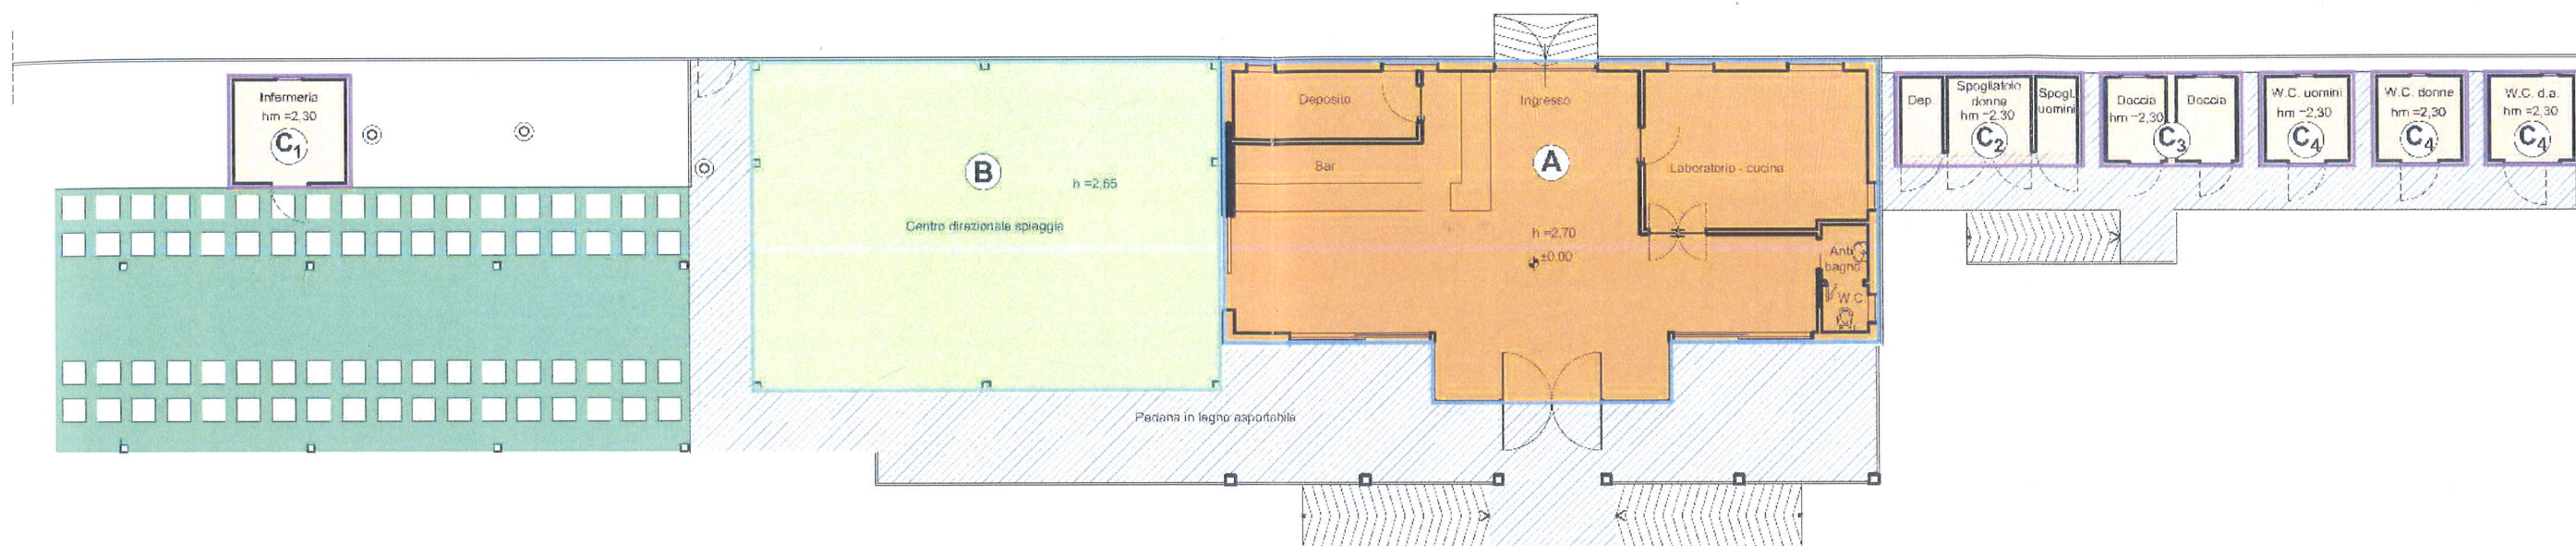 Infermeria
hm =2,30
C1
B
h =2,65
Centro direzionale spiaggia
Deposito
Bar
Ingresso
A
h =2,70
±0,00
Laboratorio - cucina
Anti
bagno
W.C.
Pedana in legno asportabile
Dep.
Spogliatoio
donne
hm =2,30
C2
Spogl.
uomini
Doccia
hm =2,30
Doccia
C3
W.C. uomini
hm =2,30
C4
W.C. donne
hm =2,30
C4
W.C. d.a.
hm =2,30
C4